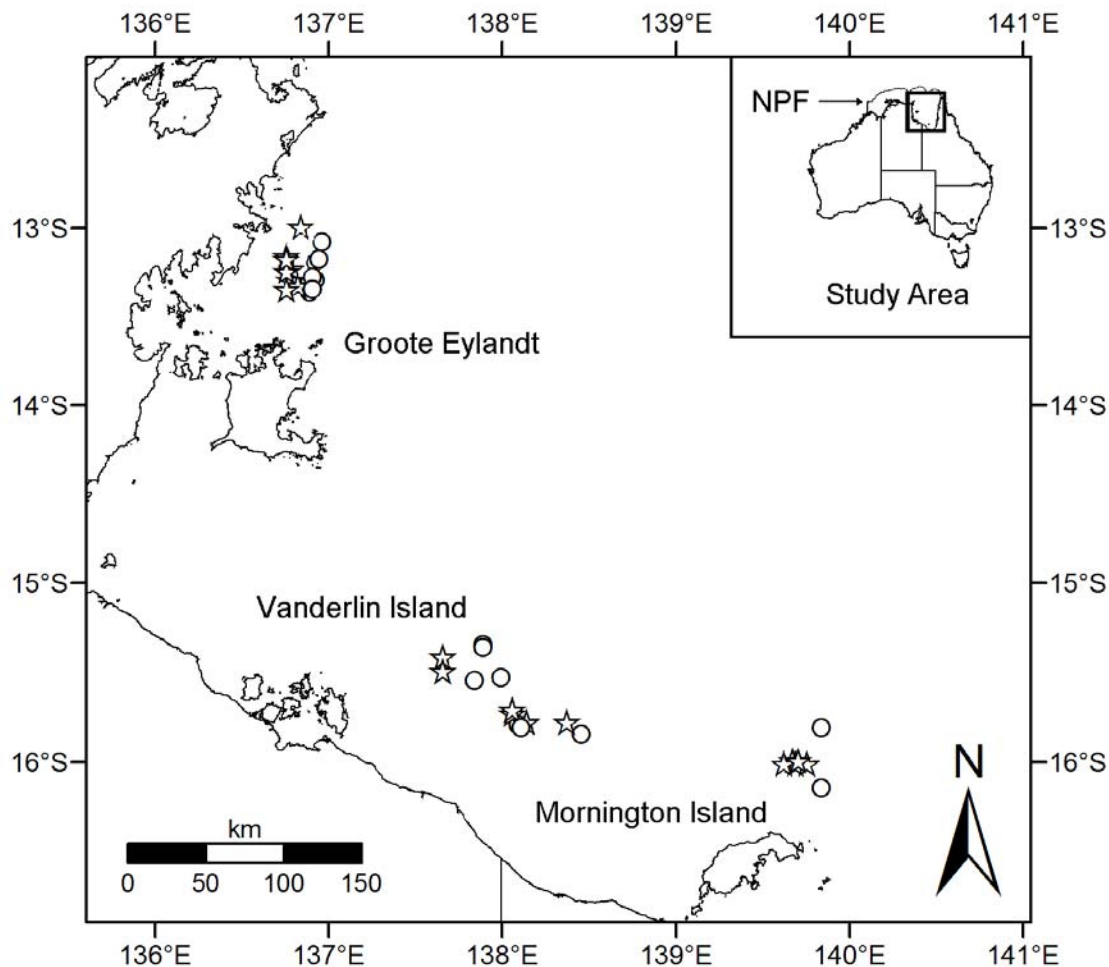 136°E 137°E 138°E 139°E 140°E 141°E
NPF
Study Area
13°S 13°S
Groote Eylandt
14°S 14°S
15°S 15°S
Vanderlin Island
16°S 16°S
N
Mornington Island
km
0 50 100 150
136°E 137°E 138°E 139°E 140°E 141°E